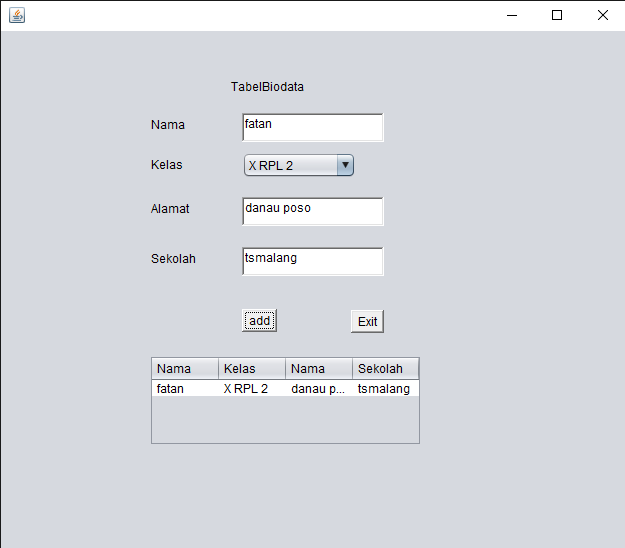 TabelBiodata
Nama fatan
Kelas X RPL 2
Alamat danau poso
Sekolah tsmalang
add Exit
Nama Kelas Nama Sekolah
fatan X RPL 2 danau p... tsmalang